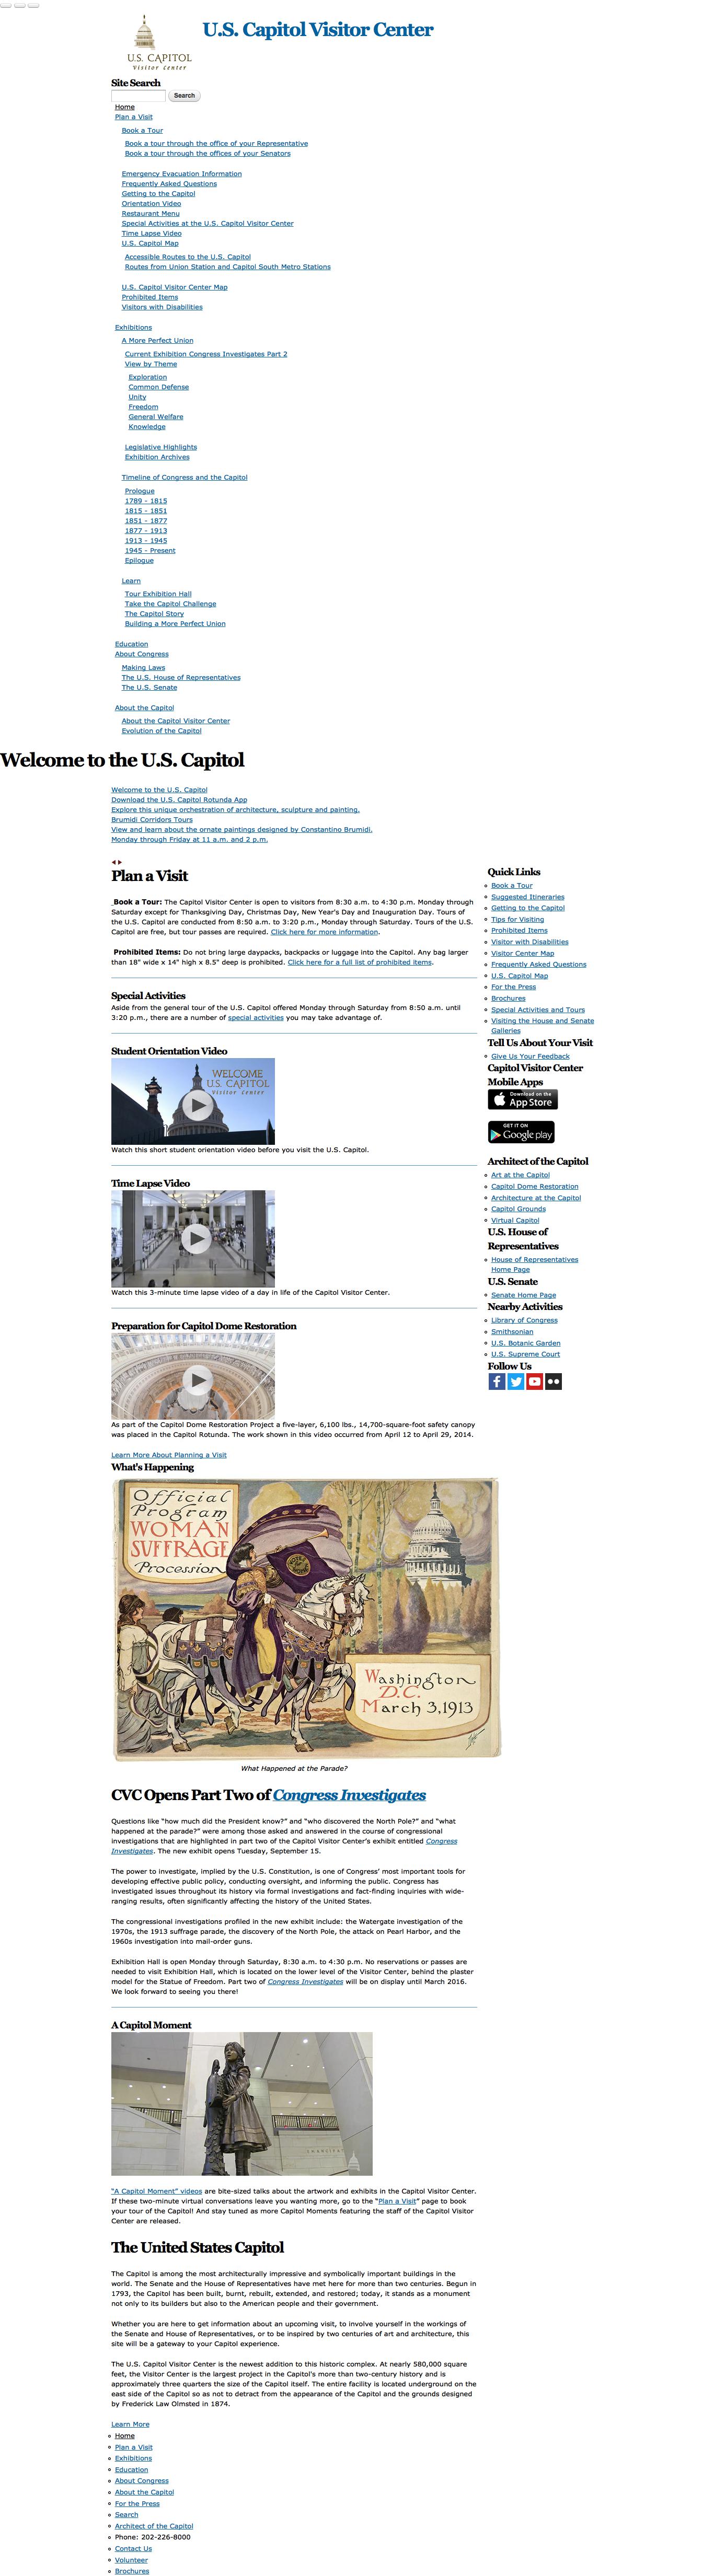 U.S. CAPITOL
Visitor Center
U.S. Capitol Visitor Center
Site Search
Search
Home
Plan a Visit
Book a Tour
Book a tour through the office of your Representative
Book a tour through the offices of your Senators
Emergency Evacuation Information
Frequently Asked Questions
Getting to the Capitol
Orientation Video
Restaurant Menu
Special Activities at the U.S. Capitol Visitor Center
Time Lapse Video
U.S. Capitol Map
Accessible Routes to the U.S. Capitol
Routes from Union Station and Capitol South Metro Stations
U.S. Capitol Visitor Center Map
Prohibited Items
Visitors with Disabilities
Exhibitions
A More Perfect Union
Current Exhibition Congress Investigates Part 2
View by Theme
Exploration
Common Defense
Unity
Freedom
General Welfare
Knowledge
Legislative Highlights
Exhibition Archives
Timeline of Congress and the Capitol
Prologue
1789 - 1815
1815 - 1851
1851 - 1877
1877 - 1913
1913 - 1945
1945 - Present
Epilogue
Learn
Tour Exhibition Hall
Take the Capitol Challenge
The Capitol Story
Building a More Perfect Union
Education
About Congress
Making Laws
The U.S. House of Representatives
The U.S. Senate
About the Capitol
About the Capitol Visitor Center
Evolution of the Capitol
Welcome to the U.S. Capitol
Welcome to the U.S. Capitol
Download the U.S. Capitol Rotunda App
Explore this unique orchestration of architecture, sculpture and painting.
Brumidi Corridors Tours
View and learn about the ornate paintings designed by Constantino Brumidi.
Monday through Friday at 11 a.m. and 2 p.m.
Plan a Visit
Book a Tour: The Capitol Visitor Center is open to visitors from 8:30 a.m. to 4:30 p.m. Monday through
Saturday except for Thanksgiving Day, Christmas Day, New Year's Day and Inauguration Day. Tours of
the U.S. Capitol are conducted from 8:50 a.m. to 3:20 p.m., Monday through Saturday. Tours of the U.S.
Capitol are free, but tour passes are required. Click here for more information.
Prohibited Items: Do not bring large daypacks, backpacks or luggage into the Capitol. Any bag larger
than 18" wide x 14" high x 8.5" deep is prohibited. Click here for a full list of prohibited items.
Special Activities
Aside from the general tour of the U.S. Capitol offered Monday through Saturday from 8:50 a.m. until
3:20 p.m., there are a number of special activities you may take advantage of.
Student Orientation Video
WELCOME
U.S. CAPITOL
Visitor Center
Watch this short student orientation video before you visit the U.S. Capitol.
Time Lapse Video
Watch this 3-minute time lapse video of a day in life of the Capitol Visitor Center.
Preparation for Capitol Dome Restoration
As part of the Capitol Dome Restoration Project a five-layer, 6,100 lbs., 14,700-square-foot safety canopy
was placed in the Capitol Rotunda. The work shown in this video occurred from April 12 to April 29, 2014.
Learn More About Planning a Visit
Quick Links
Book a Tour
Suggested Itineraries
Getting to the Capitol
Tips for Visiting
Prohibited Items
Visitor with Disabilities
Visitor Center Map
Frequently Asked Questions
U.S. Capitol Map
For the Press
Brochures
Special Activities and Tours
Visiting the House and Senate
Galleries
Tell Us About Your Visit
Give Us Your Feedback
Capitol Visitor Center
Mobile Apps
Download on the
App Store
GET IT ON
Google play
Architect of the Capitol
Art at the Capitol
Capitol Dome Restoration
Architecture at the Capitol
Capitol Grounds
Virtual Capitol
U.S. House of
Representatives
House of Representatives
Home Page
U.S. Senate
Senate Home Page
Nearby Activities
Library of Congress
Smithsonian
U.S. Botanic Garden
U.S. Supreme Court
Follow Us
What's Happening
Official
Program
WOMAN
SUFFRAGE
Procession
Washington
D.C.
March 3, 1913
What Happened at the Parade?
CVC Opens Part Two of Congress Investigates
Questions like "how much did the President know?" and "who discovered the North Pole?" and "what
happened at the parade?" were among those asked and answered in the course of congressional
investigations that are highlighted in part two of the Capitol Visitor Center's exhibit entitled Congress
Investigates. The new exhibit opens Tuesday, September 15.
The power to investigate, implied by the U.S. Constitution, is one of Congress' most important tools for
developing effective public policy, conducting oversight, and informing the public. Congress has
investigated issues throughout its history via formal investigations and fact-finding inquiries with wide-
ranging results, often significantly affecting the history of the United States.
The congressional investigations profiled in the new exhibit include: the Watergate investigation of the
1970s, the 1913 suffrage parade, the discovery of the North Pole, the attack on Pearl Harbor, and the
1960s investigation into mail-order guns.
Exhibition Hall is open Monday through Saturday, 8:30 a.m. to 4:30 p.m. No reservations or passes are
needed to visit Exhibition Hall, which is located on the lower level of the Visitor Center, behind the plaster
model for the Statue of Freedom. Part two of Congress Investigates will be on display until March 2016.
We look forward to seeing you there!
A Capitol Moment
"A Capitol Moment" videos are bite-sized talks about the artwork and exhibits in the Capitol Visitor Center.
If these two-minute virtual conversations leave you wanting more, go to the "Plan a Visit" page to book
your tour of the Capitol! And stay tuned as more Capitol Moments featuring the staff of the Capitol Visitor
Center are released.
The United States Capitol
The Capitol is among the most architecturally impressive and symbolically important buildings in the
world. The Senate and the House of Representatives have met here for more than two centuries. Begun in
1793, the Capitol has been built, burnt, rebuilt, extended, and restored; today, it stands as a monument
not only to its builders but also to the American people and their government.
Whether you are here to get information about an upcoming visit, to involve yourself in the workings of
the Senate and House of Representatives, or to be inspired by two centuries of art and architecture, this
site will be a gateway to your Capitol experience.
The U.S. Capitol Visitor Center is the newest addition to this historic complex. At nearly 580,000 square
feet, the Visitor Center is the largest project in the Capitol's more than two-century history and is
approximately three quarters the size of the Capitol itself. The entire facility is located underground on the
east side of the Capitol so as not to detract from the appearance of the Capitol and the grounds designed
by Frederick Law Olmsted in 1874.
Learn More
Home
Plan a Visit
Exhibitions
Education
About Congress
About the Capitol
For the Press
Search
Architect of the Capitol
Phone: 202-226-8000
Contact Us
Volunteer
Brochures